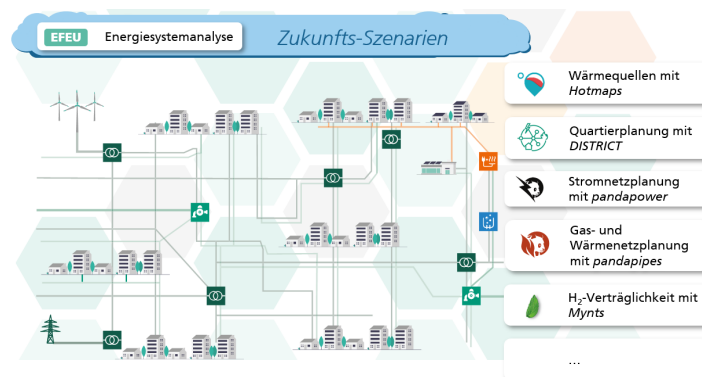 EFEU Energiesystemanalyse
Zukunfts-Szenarien
Wärmequellen mit
Hotmaps
Quartierplanung mit
DISTRICT
Stromnetzplanung
mit pandapower
Gas- und
Wärmenetzplanung
mit pandapipes
H₂-Verträglichkeit mit
Mynts
...